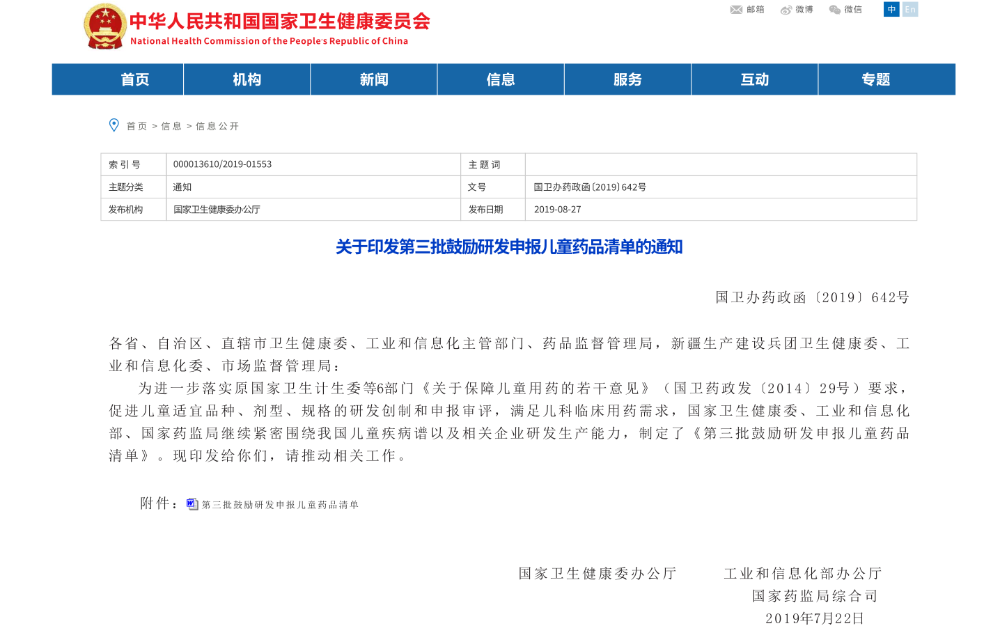 中华人民共和国国家卫生健康委员会
National Health Commission of the People's Republic of China
邮箱 微博 微信 中 En
首页 机构 新闻 信息 服务 互动 专题
首页 > 信息 > 信息公开
索引号 000013610/2019-01553 主题词
主题分类 通知 文号 国卫办药政函〔2019〕642号
发布机构 国家卫生健康委办公厅 发布日期 2019-08-27
关于印发第三批鼓励研发申报儿童药品清单的通知
国卫办药政函〔2019〕642号
各省、自治区、直辖市卫生健康委、工业和信息化主管部门、药品监督管理局，新疆生产建设兵团卫生健康委、工
业和信息化委、市场监督管理局：
为进一步落实原国家卫生计生委等6部门《关于保障儿童用药的若干意见》（国卫药政发〔2014〕29号）要求，
促进儿童适宜品种、剂型、规格的研发创制和申报审评，满足儿科临床用药需求，国家卫生健康委、工业和信息化
部、国家药监局继续紧密围绕我国儿童疾病谱以及相关企业研发生产能力，制定了《第三批鼓励研发申报儿童药品
清单》。现印发给你们，请推动相关工作。
附件： 第三批鼓励研发申报儿童药品清单
国家卫生健康委办公厅 工业和信息化部办公厅
国家药监局综合司
2019年7月22日